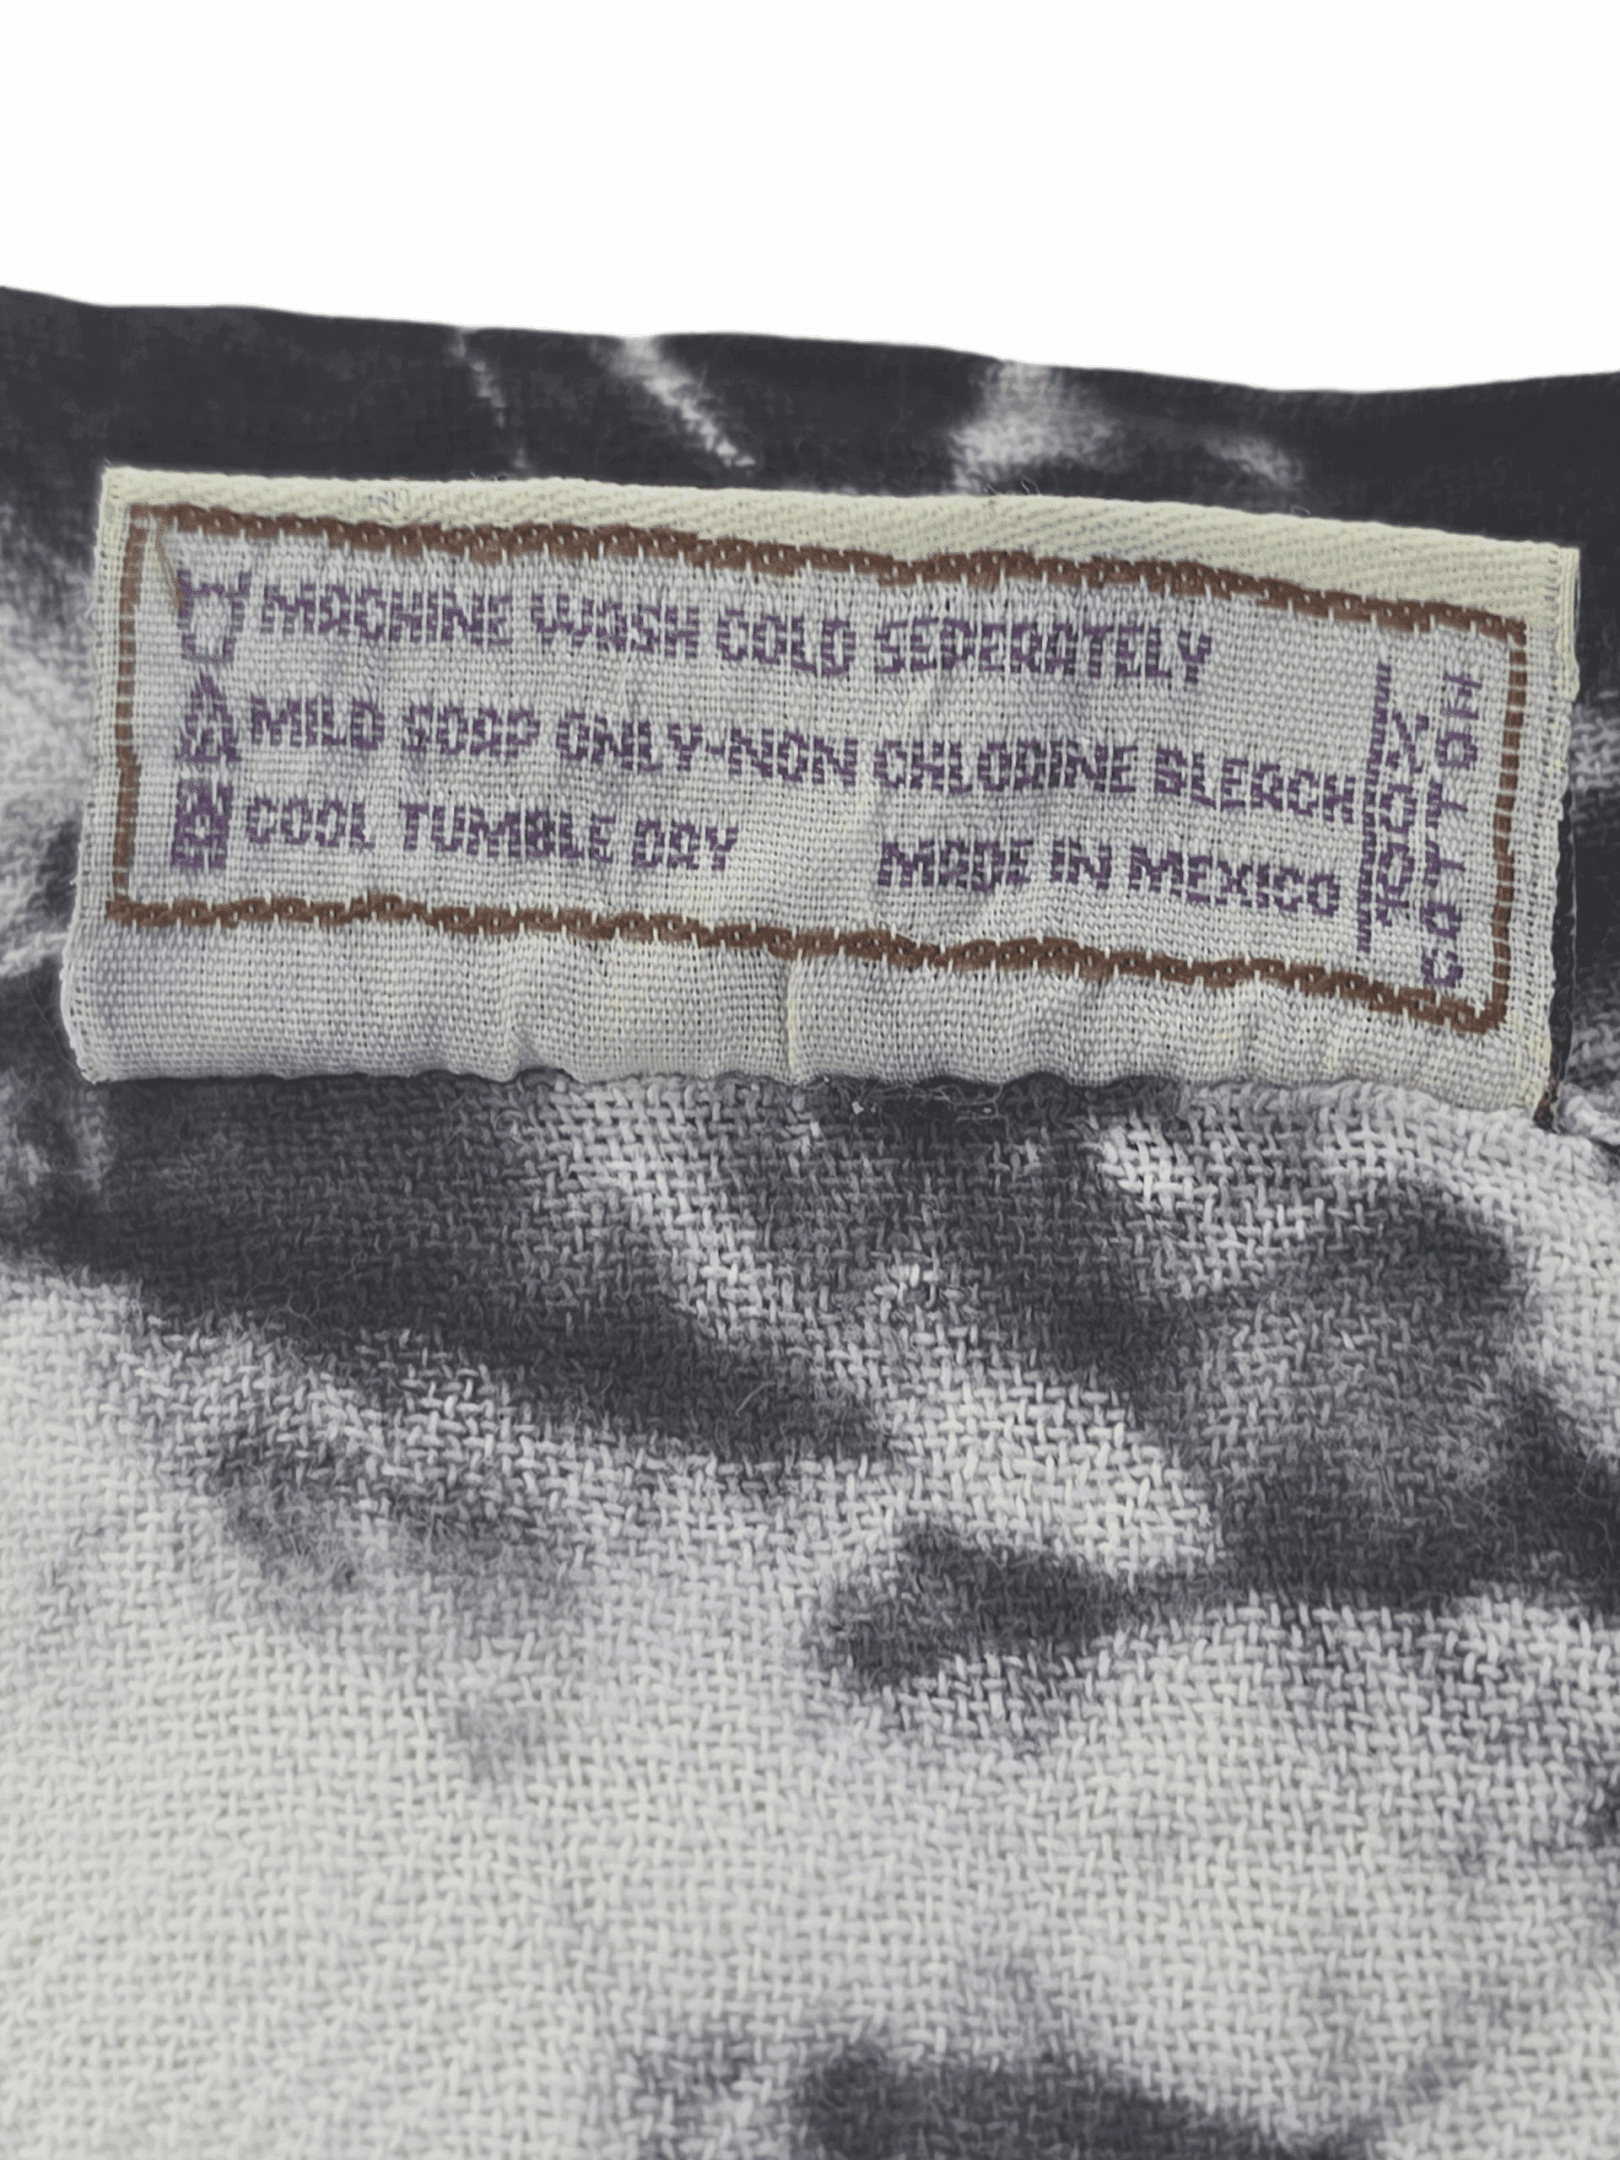 MACHINE WASH COLD SEPERATELY
MILD SOAP ONLY-NON CHLORINE BLEACH
COOL TUMBLE DRY MADE IN MEXICO
100%
COTTON